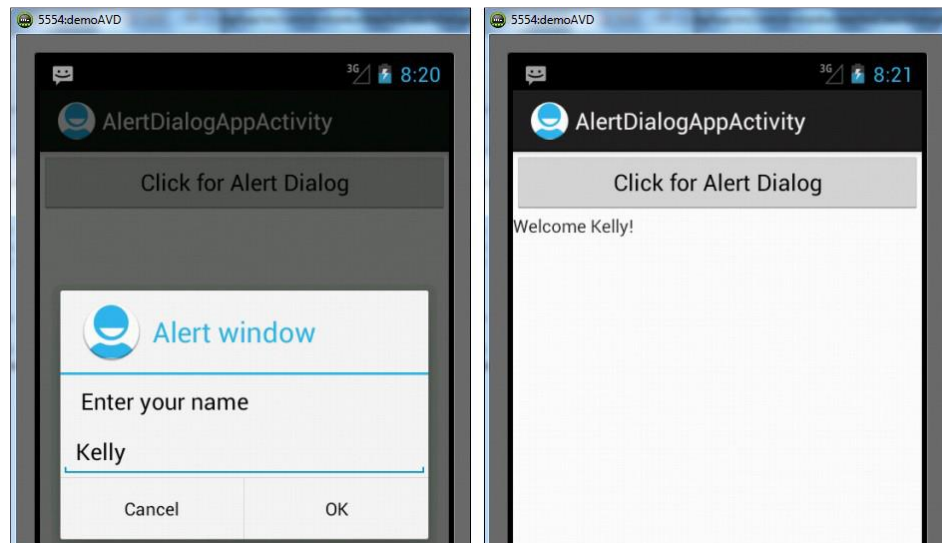 5554:demoAVD
3G 8:20
AlertDialogAppActivity
Click for Alert Dialog
Alert window
Enter your name
Kelly
Cancel OK
5554:demoAVD
3G 8:21
AlertDialogAppActivity
Click for Alert Dialog
Welcome Kelly!